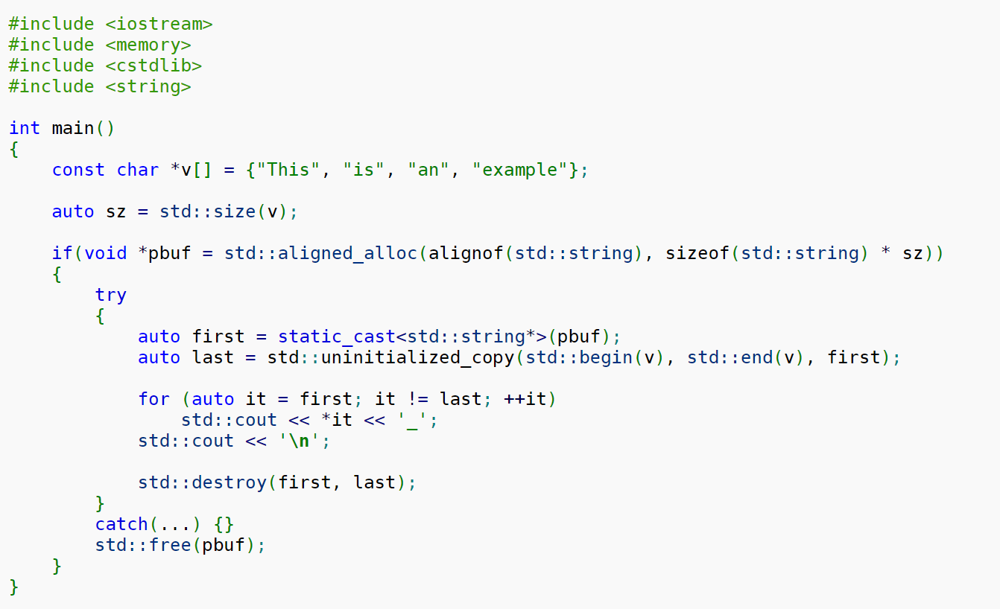 #include <iostream>
#include <memory>
#include <cstdlib>
#include <string>

int main()
{
    const char *v[] = {"This", "is", "an", "example"};

    auto sz = std::size(v);

    if(void *pbuf = std::aligned_alloc(alignof(std::string), sizeof(std::string) * sz))
    {
        try
        {
            auto first = static_cast<std::string*>(pbuf);
            auto last = std::uninitialized_copy(std::begin(v), std::end(v), first);

            for (auto it = first; it != last; ++it)
                std::cout << *it << '_';
            std::cout << '\n';

            std::destroy(first, last);
        }
        catch(...) {}
        std::free(pbuf);
    }
}